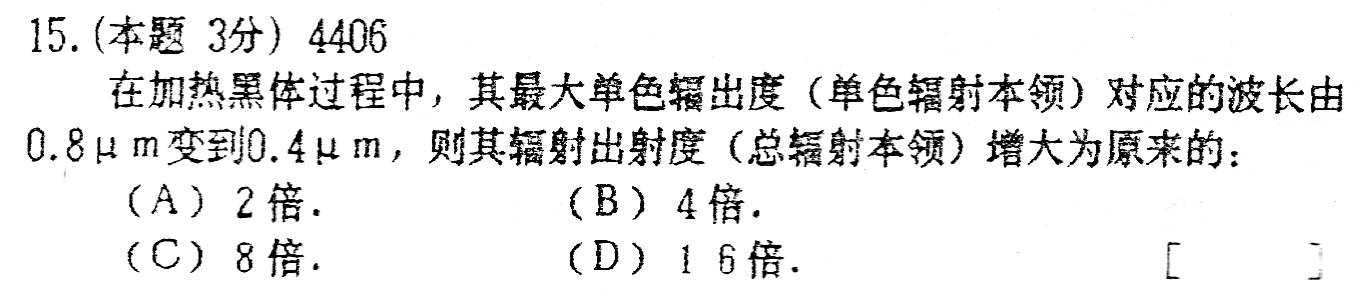 15.(本题 3分) 4406
在加热黑体过程中，其最大单色辐出度（单色辐射本领）对应的波长由
0.8μm变到0.4μm，则其辐射出射度（总辐射本领）增大为原来的：
（A）2倍. （B）4倍.
（C）8倍. （D）16倍. [ ]